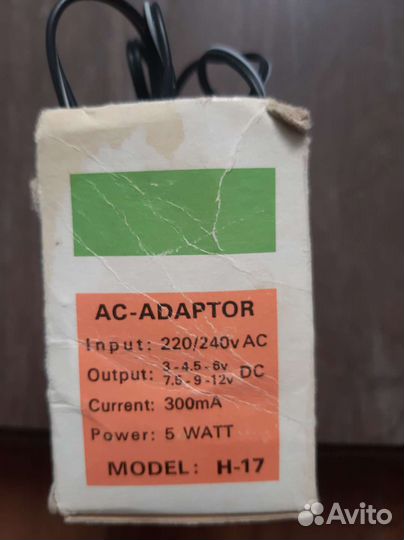 AC-ADAPTOR
Input: 220/240v AC
Output: 3-4.5-6v 7.5-9-12v DC
Current: 300mA
Power: 5 WATT
MODEL: H-17
Avito